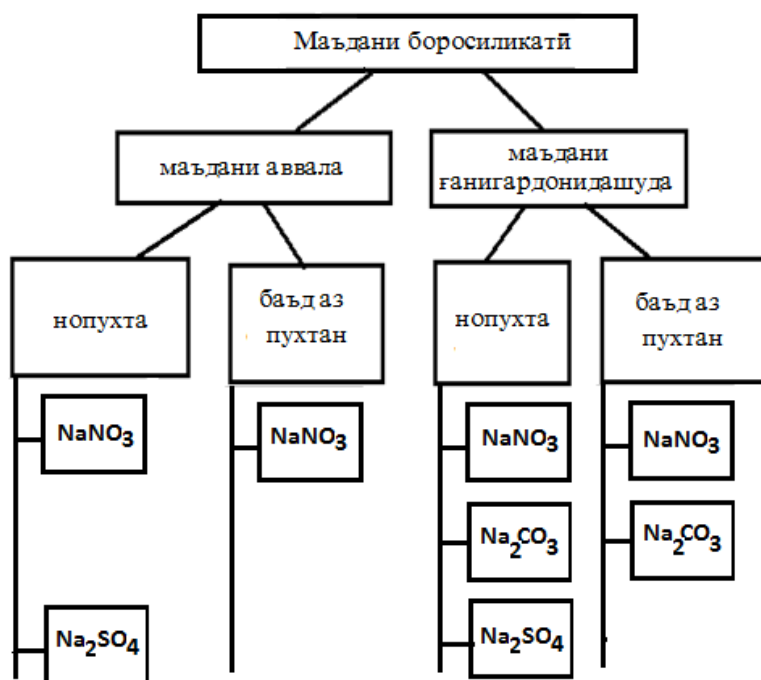 Маъдани боросиликатӣ
маъдани аввала
маъдани
ғанигардонидашуда
нопухта
баъд аз
пухтан
нопухта
баъд аз
пухтан
NaNO3
NaNO3
NaNO3
NaNO3
Na2CO3
Na2CO3
Na2SO4
Na2SO4